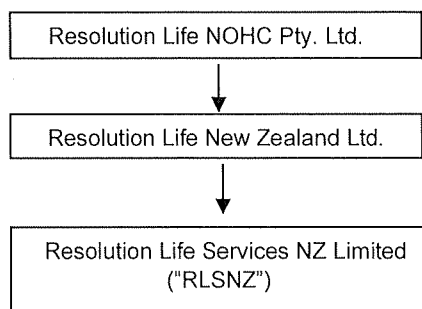 Resolution Life NOHC Pty. Ltd.
Resolution Life New Zealand Ltd.
Resolution Life Services NZ Limited
("RLSNZ")